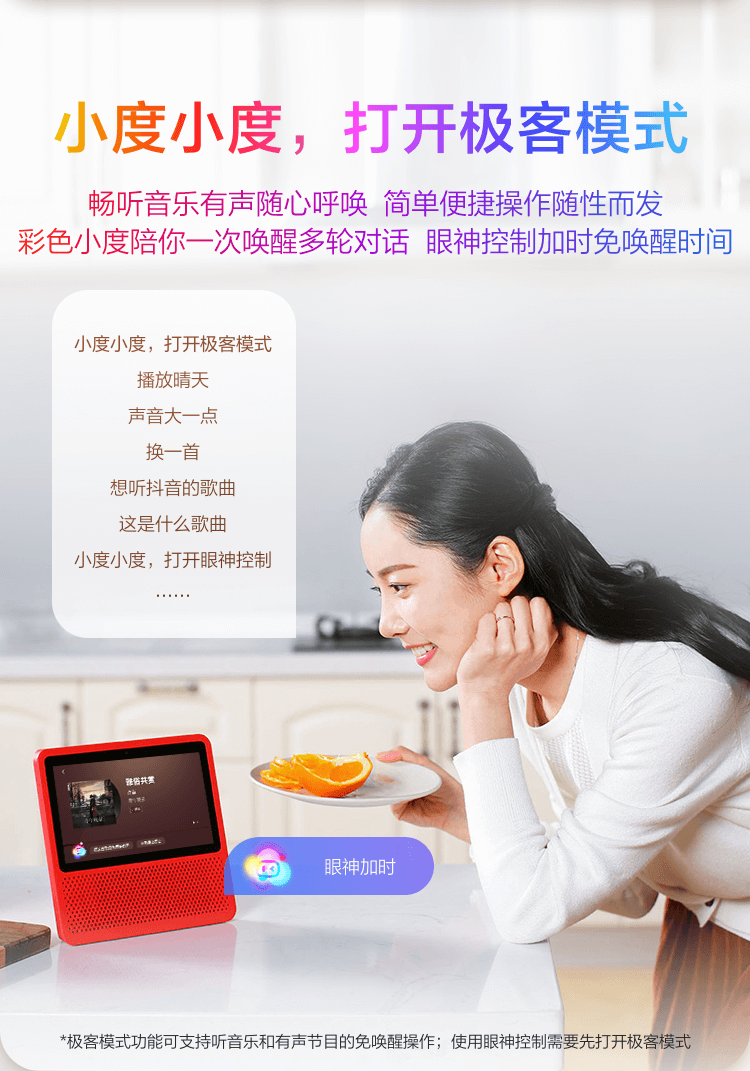 小度小度，打开极客模式
畅听音乐有声随心呼唤 简单便捷操作随性而发
彩色小度陪你一次唤醒多轮对话 眼神控制加时免唤醒时间
小度小度，打开极客模式
播放晴天
声音大一点
换一首
想听抖音的歌曲
这是什么歌曲
小度小度，打开眼神控制
……
雅俗共赏
眼神加时
*极客模式功能可支持听音乐和有声节目的免唤醒操作；使用眼神控制需要先打开极客模式